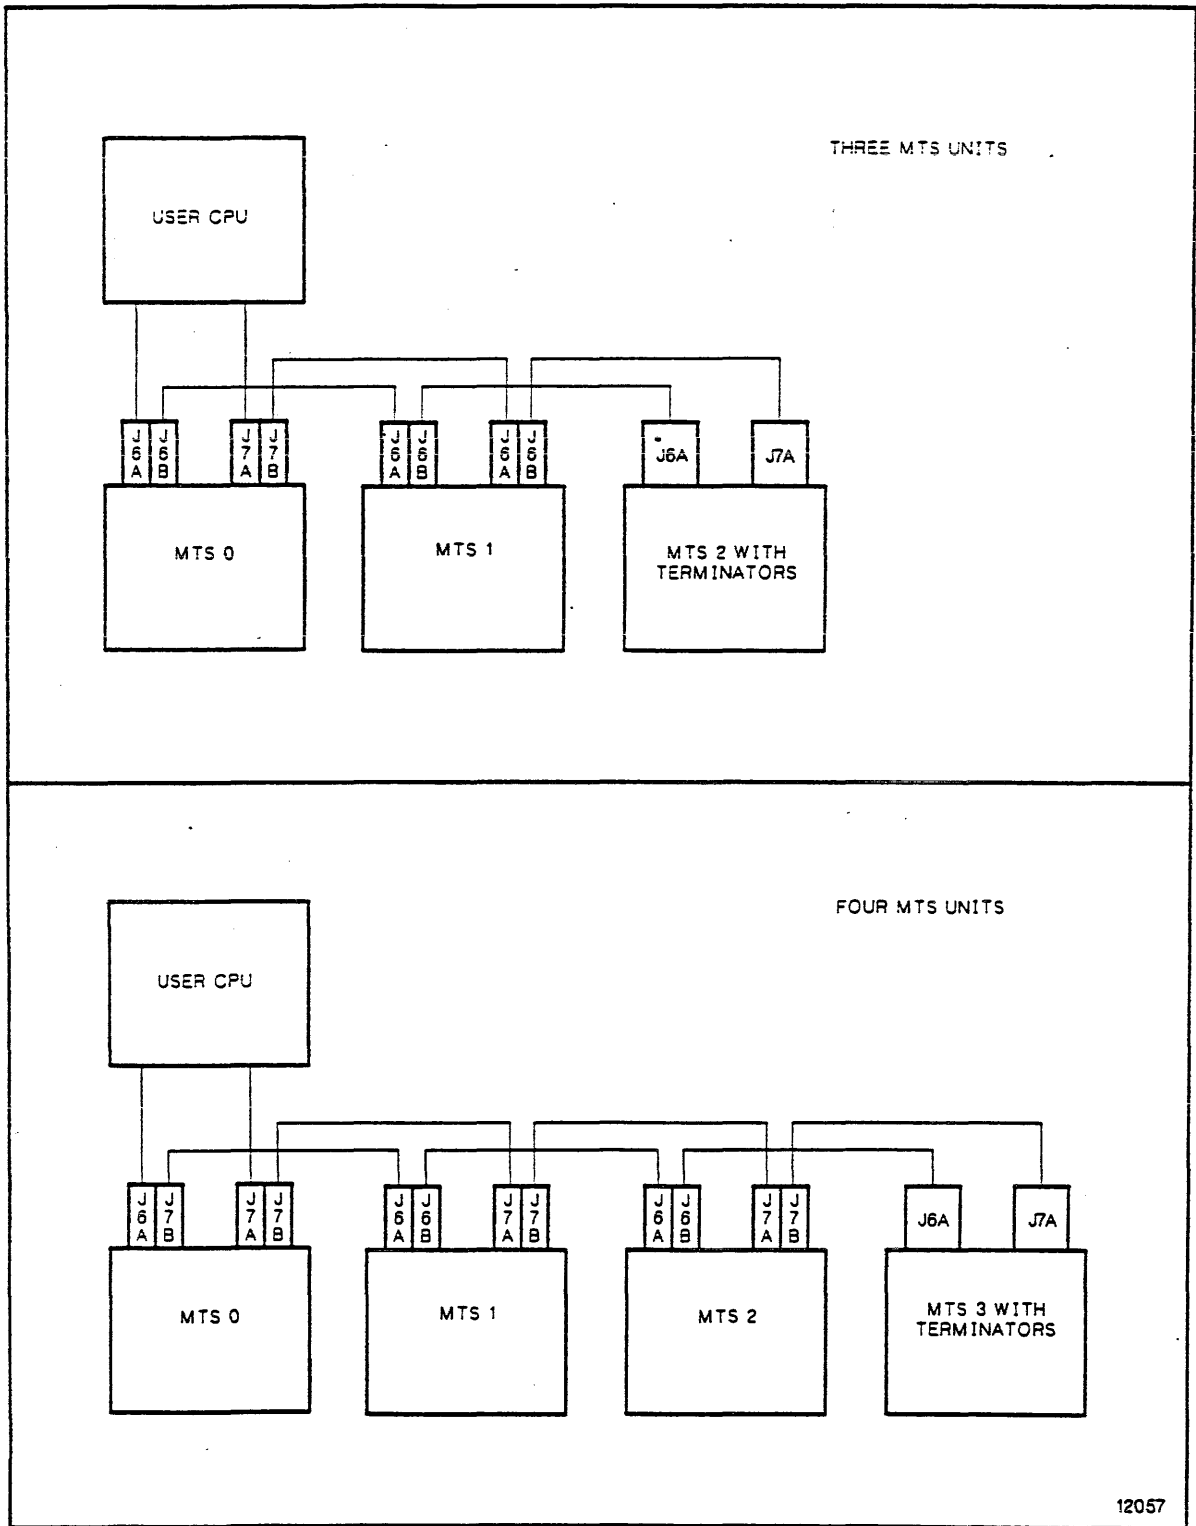 THREE MTS UNITS
USER CPU
J6A J6B J7A J7B J6A J6B J6A J6B J6A J7A
MTS 0
MTS 1
MTS 2 WITH
TERMINATORS
FOUR MTS UNITS
USER CPU
J6A J7B J7A J7B J6A J6B J7A J7B J6A J6B J7A J7B J6A J7A
MTS 0
MTS 1
MTS 2
MTS 3 WITH
TERMINATORS
12057